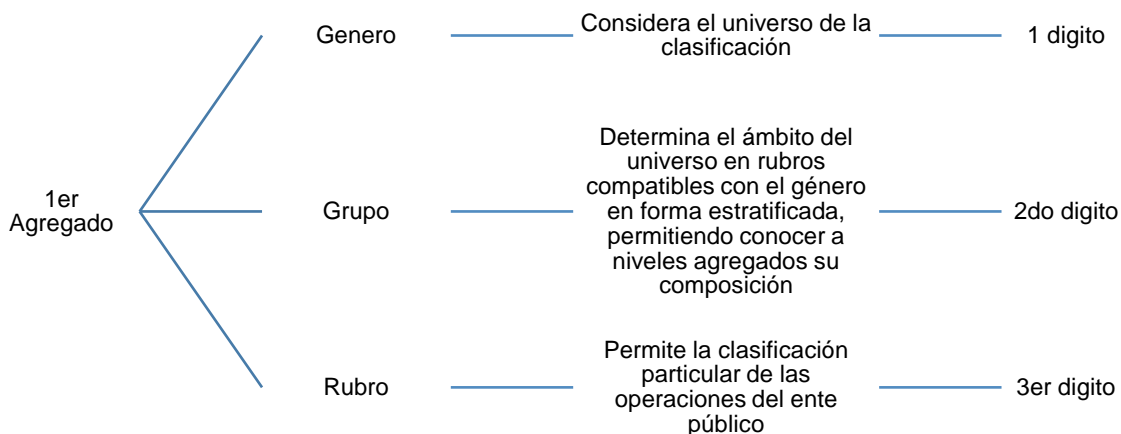 1er
Agregado
Genero
Considera el universo de la
clasificación
1 digito
Grupo
Determina el ámbito del
universo en rubros
compatibles con el género
en forma estratificada,
permitiendo conocer a
niveles agregados su
composición
2do digito
Rubro
Permite la clasificación
particular de las
operaciones del ente
público
3er digito